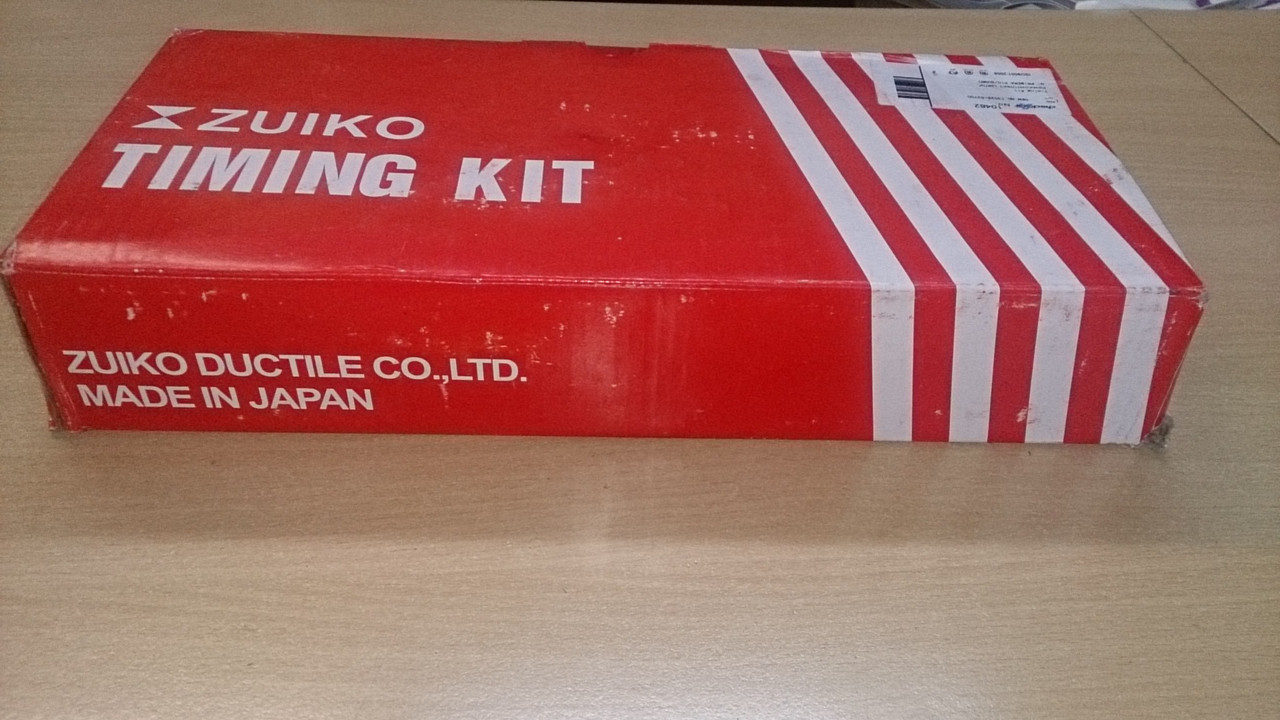 ZUIKO
TIMING KIT
ZUIKO DUCTILE CO.,LTD.
MADE IN JAPAN